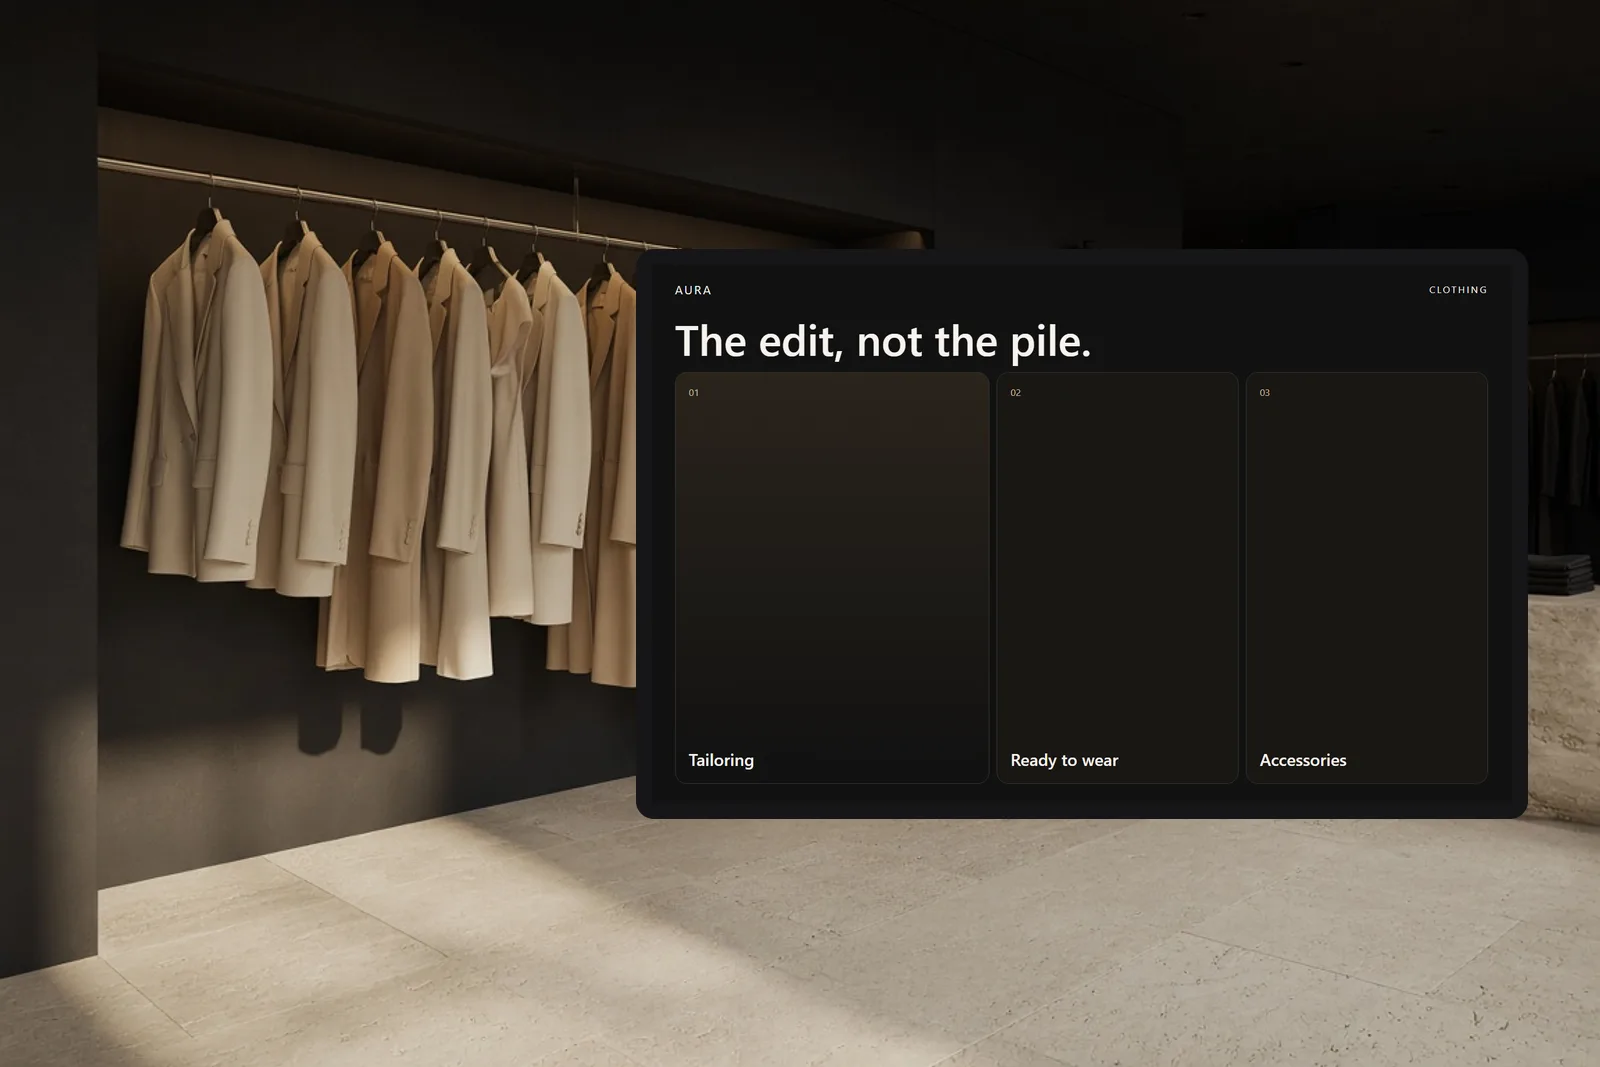 AURA
CLOTHING
The edit, not the pile.
01
02
03
Tailoring
Ready to wear
Accessories